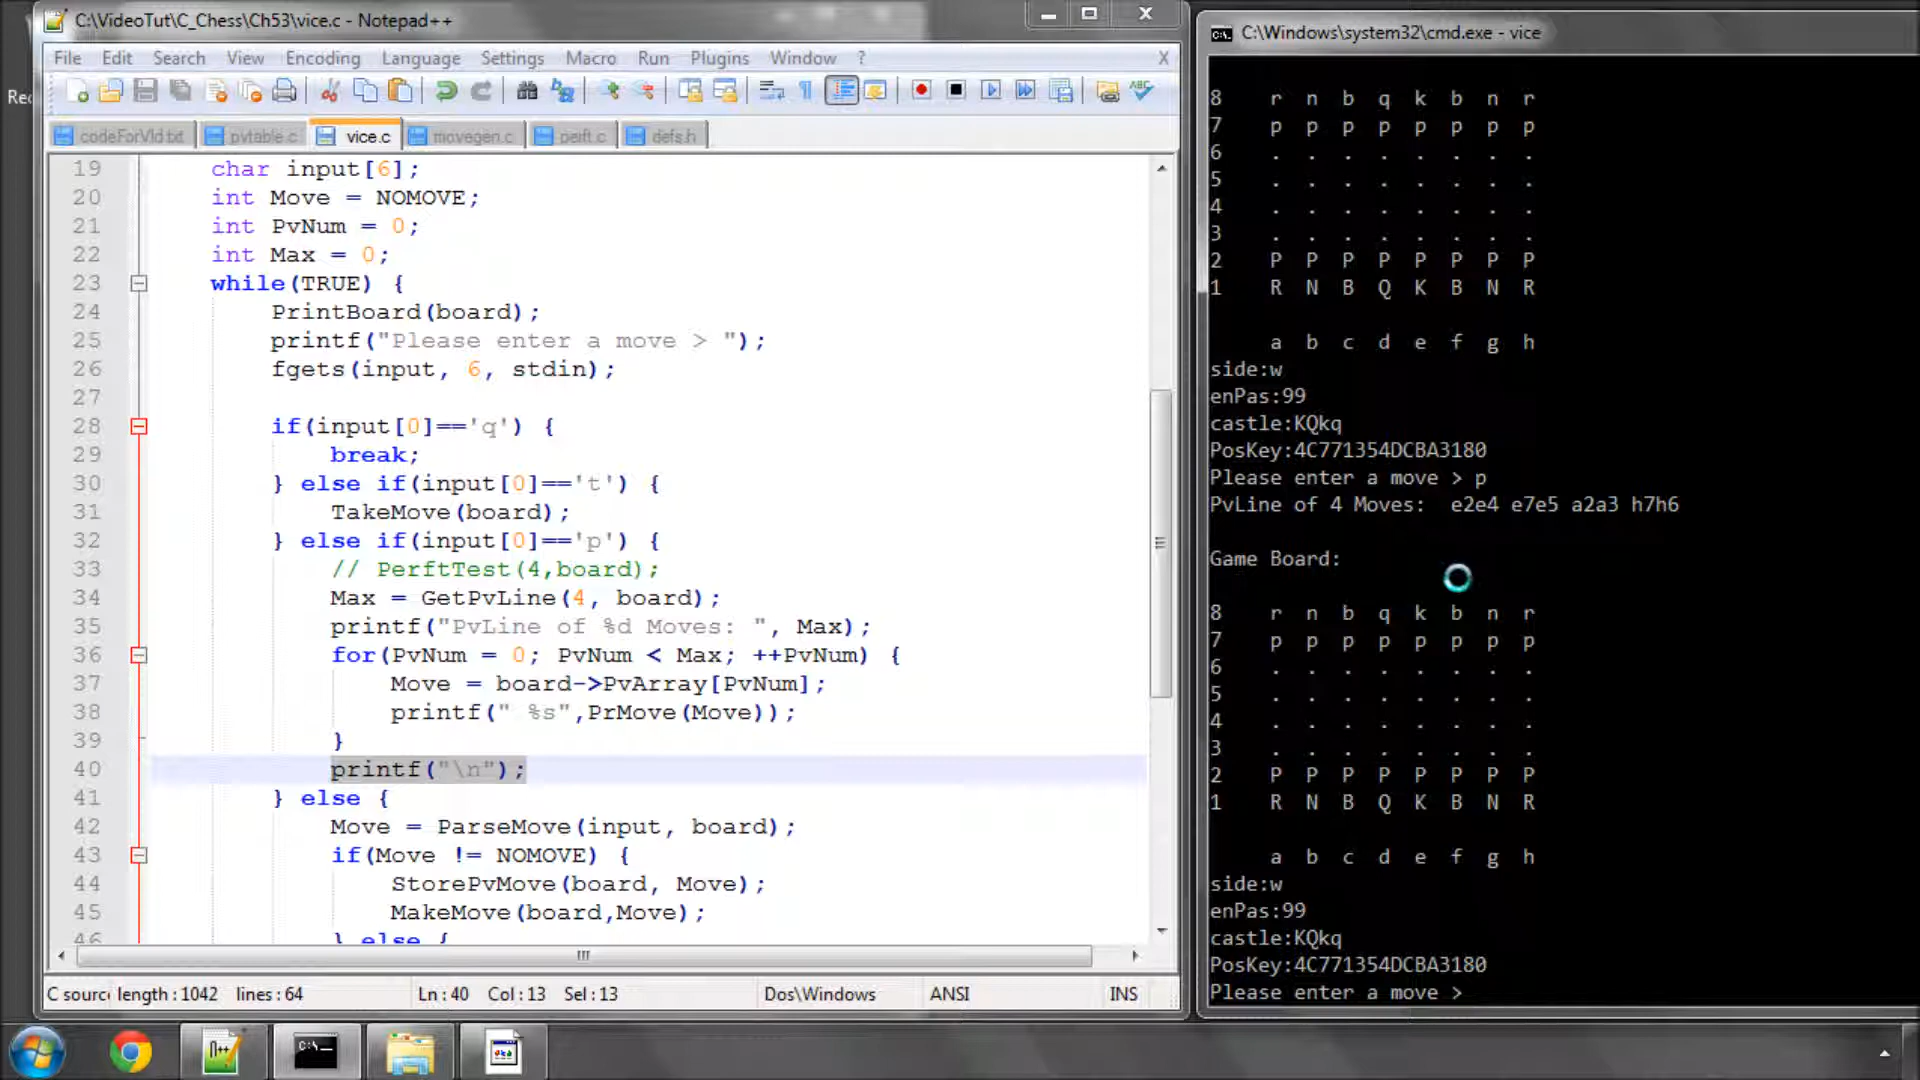 C:\VideoTut\C_Chess\Ch53\vice.c - Notepad++
File Edit Search View Encoding Language Settings Macro Run Plugins Window ? X
codeForVid.txt pvtable.c vice.c movegen.c perft.c defs.h
19 char input[6];
20 int Move = NOMOVE;
21 int PvNum = 0;
22 int Max = 0;
23 while(TRUE) {
24 PrintBoard(board);
25 printf("Please enter a move > ");
26 fgets(input, 6, stdin);
27
28 if(input[0]=='q') {
29 break;
30 } else if(input[0]=='t') {
31 TakeMove(board);
32 } else if(input[0]=='p') {
33 // PerftTest(4,board);
34 Max = GetPvLine(4, board);
35 printf("PvLine of %d Moves: ", Max);
36 for(PvNum = 0; PvNum < Max; ++PvNum) {
37 Move = board->PvArray[PvNum];
38 printf(" %s",PrMove(Move));
39 }
40 printf("\n");
41 } else {
42 Move = ParseMove(input, board);
43 if(Move != NOMOVE) {
44 StorePvMove(board, Move);
45 MakeMove(board,Move);
46 } else {
C sourc length : 1042 lines : 64 Ln : 40 Col : 13 Sel : 13 Dos\Windows ANSI INS
Rec
C:\Windows\system32\cmd.exe - vice
8 r n b q k b n r
7 p p p p p p p p
6 . . . . . . . .
5 . . . . . . . .
4 . . . . . . . .
3 . . . . . . . .
2 P P P P P P P P
1 R N B Q K B N R
a b c d e f g h
side:w
enPas:99
castle:KQkq
PosKey:4C771354DCBA3180
Please enter a move > p
PvLine of 4 Moves:  e2e4 e7e5 a2a3 h7h6
Game Board:
8 r n b q k b n r
7 p p p p p p p p
6 . . . . . . . .
5 . . . . . . . .
4 . . . . . . . .
3 . . . . . . . .
2 P P P P P P P P
1 R N B Q K B N R
a b c d e f g h
side:w
enPas:99
castle:KQkq
PosKey:4C771354DCBA3180
Please enter a move >